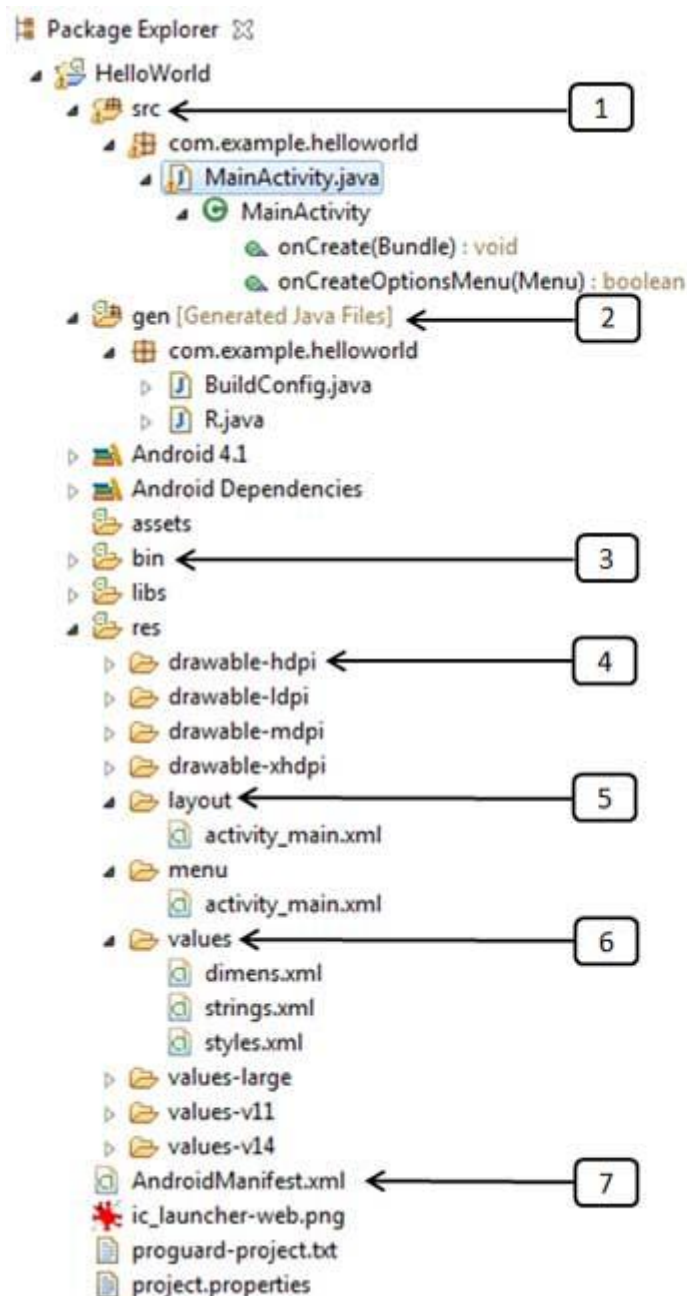 Package Explorer
HelloWorld
src 1
com.example.helloworld
MainActivity.java
MainActivity
onCreate(Bundle) : void
onCreateOptionsMenu(Menu) : boolean
gen [Generated Java Files] 2
com.example.helloworld
BuildConfig.java
R.java
Android 4.1
Android Dependencies
assets
bin 3
libs
res
drawable-hdpi 4
drawable-ldpi
drawable-mdpi
drawable-xhdpi
layout 5
activity_main.xml
menu
activity_main.xml
values 6
dimens.xml
strings.xml
styles.xml
values-large
values-v11
values-v14
AndroidManifest.xml 7
ic_launcher-web.png
proguard-project.txt
project.properties